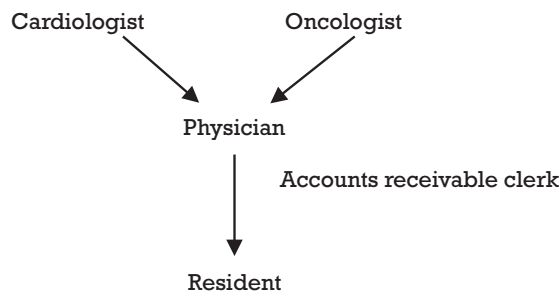 Cardiologist
Oncologist
Physician
Accounts receivable clerk
Resident